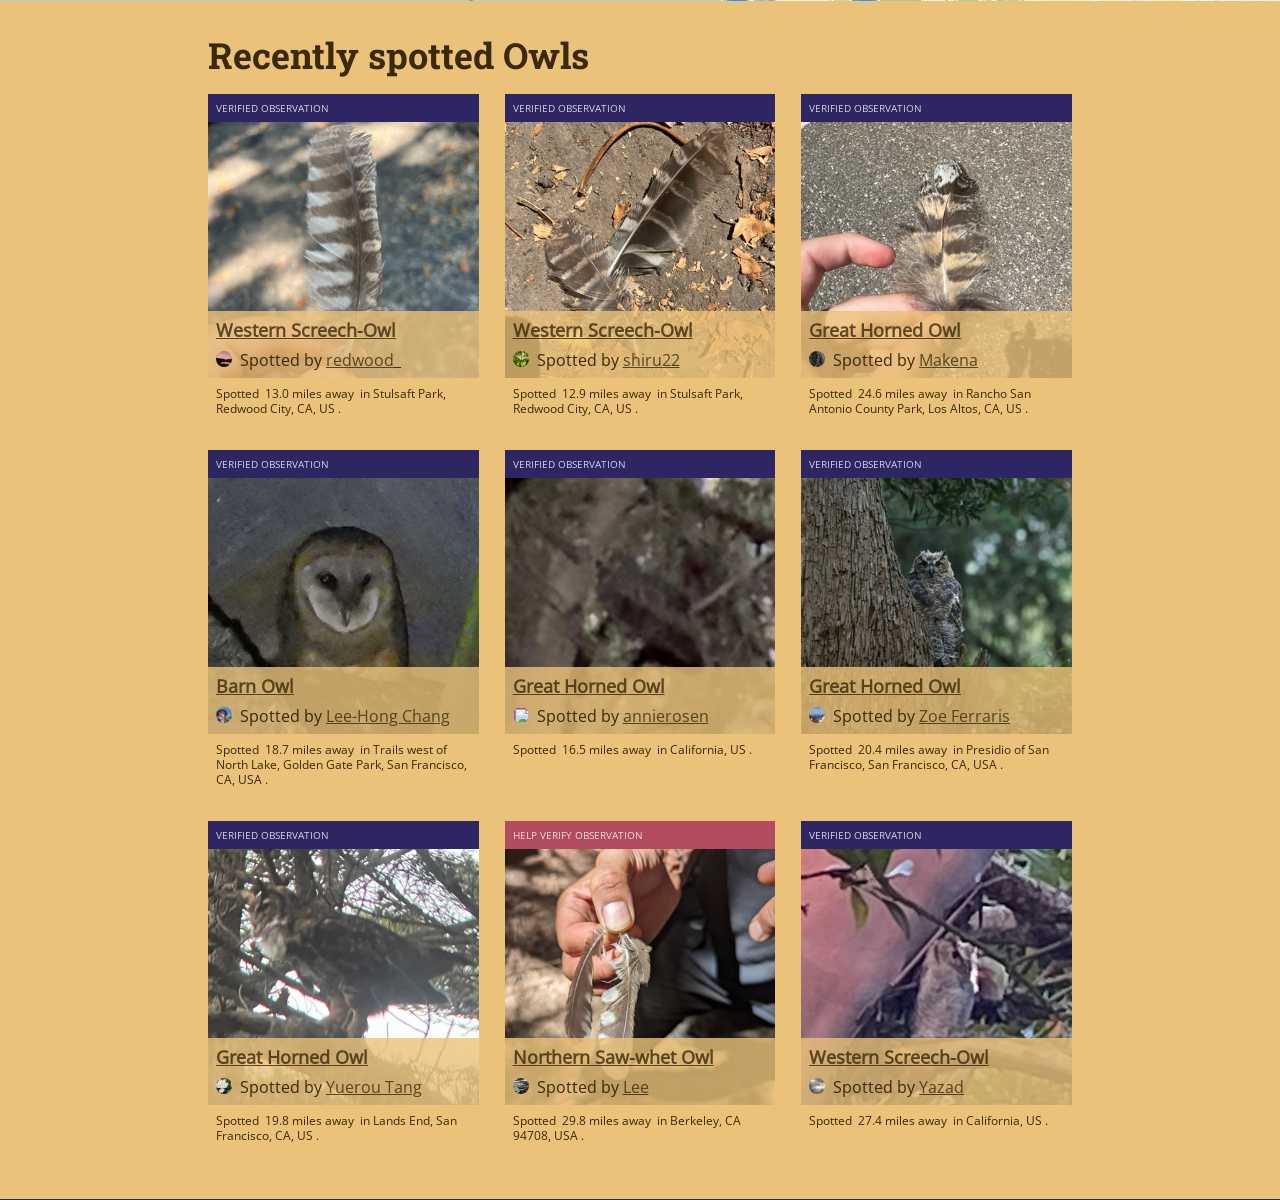 Recently spotted Owls
VERIFIED OBSERVATION
Western Screech-Owl
Spotted by redwood_
Spotted 13.0 miles away in Stulsaft Park,
Redwood City, CA, US .
VERIFIED OBSERVATION
Western Screech-Owl
Spotted by shiru22
Spotted 12.9 miles away in Stulsaft Park,
Redwood City, CA, US .
VERIFIED OBSERVATION
Great Horned Owl
Spotted by Makena
Spotted 24.6 miles away in Rancho San
Antonio County Park, Los Altos, CA, US .
VERIFIED OBSERVATION
Barn Owl
Spotted by Lee-Hong Chang
Spotted 18.7 miles away in Trails west of
North Lake, Golden Gate Park, San Francisco,
CA, USA .
VERIFIED OBSERVATION
Great Horned Owl
Spotted by annierosen
Spotted 16.5 miles away in California, US .
VERIFIED OBSERVATION
Great Horned Owl
Spotted by Zoe Ferraris
Spotted 20.4 miles away in Presidio of San
Francisco, San Francisco, CA, USA .
VERIFIED OBSERVATION
Great Horned Owl
Spotted by Yuerou Tang
Spotted 19.8 miles away in Lands End, San
Francisco, CA, US .
HELP VERIFY OBSERVATION
Northern Saw-whet Owl
Spotted by Lee
Spotted 29.8 miles away in Berkeley, CA
94708, USA .
VERIFIED OBSERVATION
Western Screech-Owl
Spotted by Yazad
Spotted 27.4 miles away in California, US .